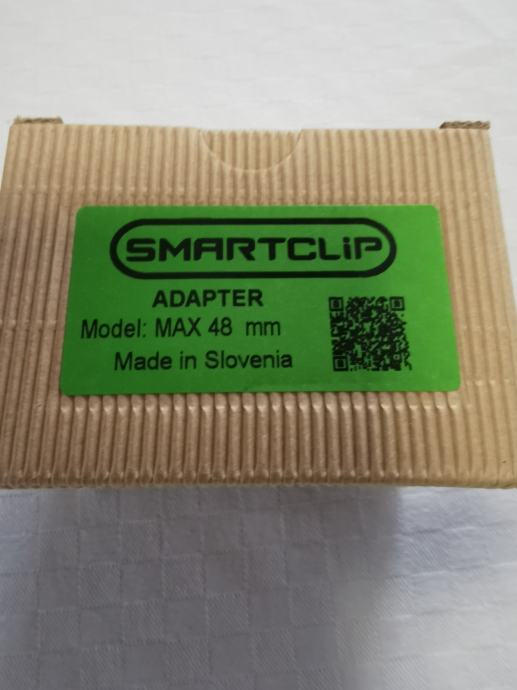 SMARTCLiP
ADAPTER
Model: MAX 48 mm
Made in Slovenia